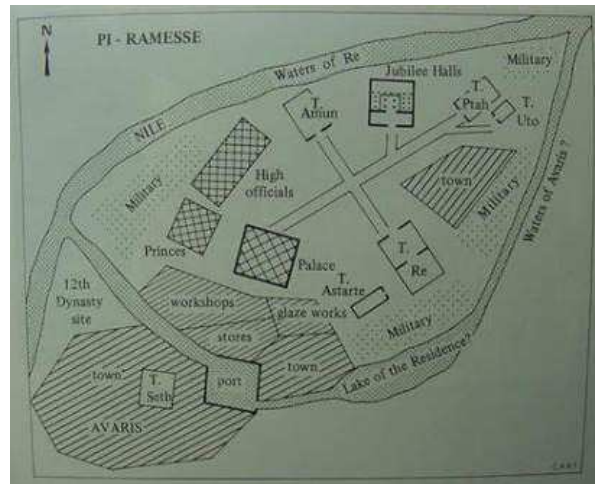 N
PI - RAMESSE
Waters of Re
NILE
Military
Jubilee Halls
T.
Amun
T.
Ptah
T.
Uto
Waters of Avaris ?
High
officials
Military
town
Military
Princes
Palace
T.
Re
T.
Astarte
12th
Dynasty
site
workshops
glaze works
Military
stores
Lake of the Residence?
town
T.
Seth
port
town
AVARIS